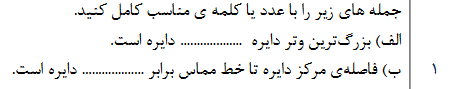 جمله های زیر را با عدد یا کلمه ی مناسب کامل کنید.
الف) بزرگ‌ترین وتر دایره .................. دایره است.
۱ ب) فاصله‌ی مرکز دایره تا خط مماس برابر .................. دایره است.